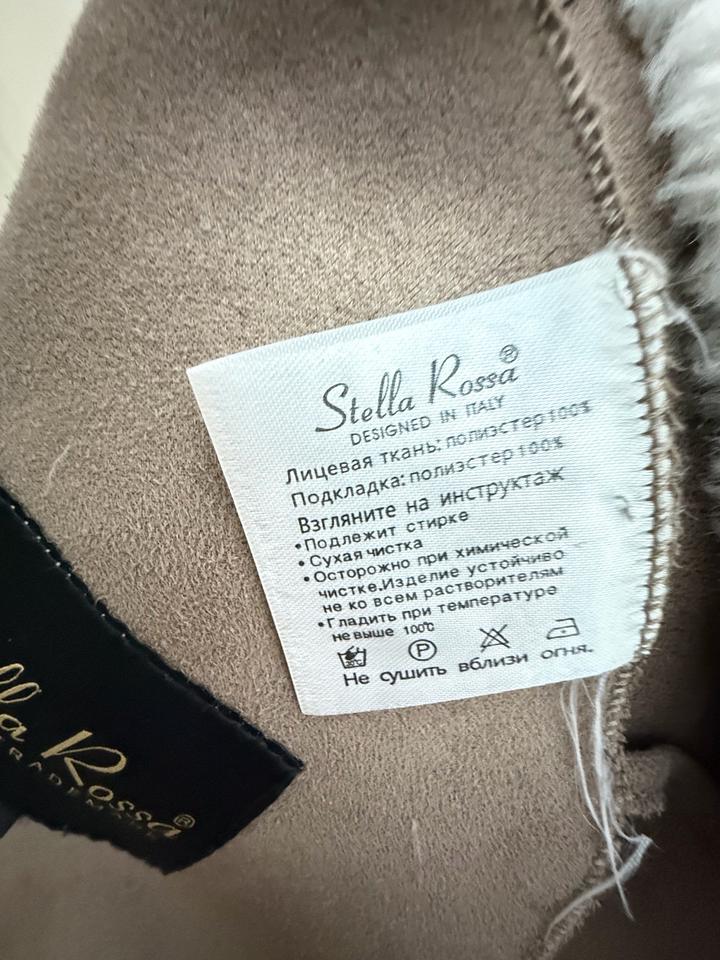 Stella Rossa®
DESIGNED IN ITALY
Лицевая ткань: полиэстер 100%
Подкладка: полиэстер 100%
Взгляните на инструктаж
•Подлежит стирке
•Сухая чистка
•Осторожно при химической
чистке.Изделие устойчиво
не ко всем растворителям
•Гладить при температуре
не выше 100℃
30℃ P
Не сушить вблизи огня.
lla Rossa®